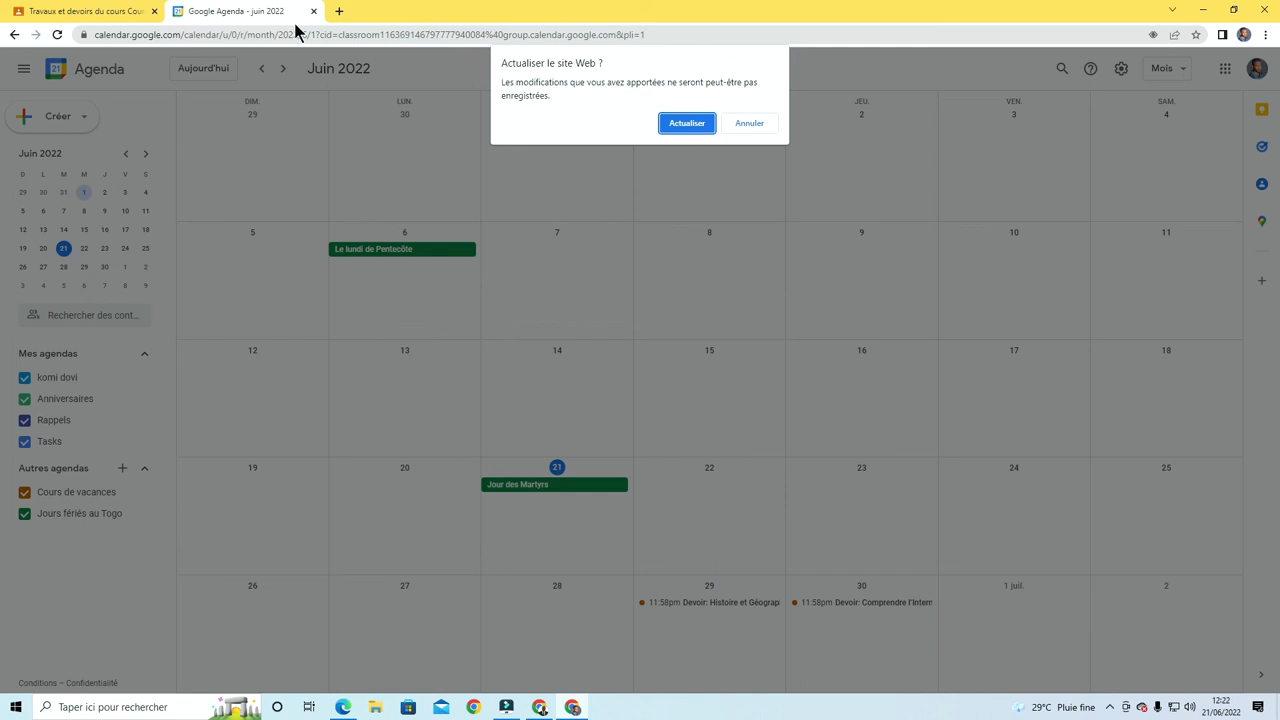 Travaux et devoirs du cours Cou
Google Agenda - juin 2022
calendar.google.com/calendar/u/0/r/month/202
/1?cid=classroom116369146797777940084%40group.calendar.google.com&pli=1
Agenda
Aujourd'hui
Juin 2022
Mois
Actualiser le site Web ?
Les modifications que vous avez apportées ne seront peut-être pas
enregistrées.
Actualiser
Annuler
Créer
Juin 2022
D L M M J V S
29 30 31 1 2 3 4
5 6 7 8 9 10 11
12 13 14 15 16 17 18
19 20 21 22 23 24 25
26 27 28 29 30 1 2
3 4 5 6 7 8 9
Rechercher des cont...
Mes agendas
komi dovi
Anniversaires
Rappels
Tasks
Autres agendas
Cours de vacances
Jours fériés au Togo
Conditions – Confidentialité
DIM. LUN. JEU. VEN. SAM.
29 30 2 3 4
5 6 7 8 9 10 11
Le lundi de Pentecôte
12 13 14 15 16 17 18
19 20 21 22 23 24 25
Jour des Martyrs
26 27 28 29 30 1 juil. 2
11:58pm Devoir: Histoire et Géograp
11:58pm Devoir: Comprendre l'Intern
Taper ici pour rechercher
29°C Pluie fine
12:22
21/06/2022